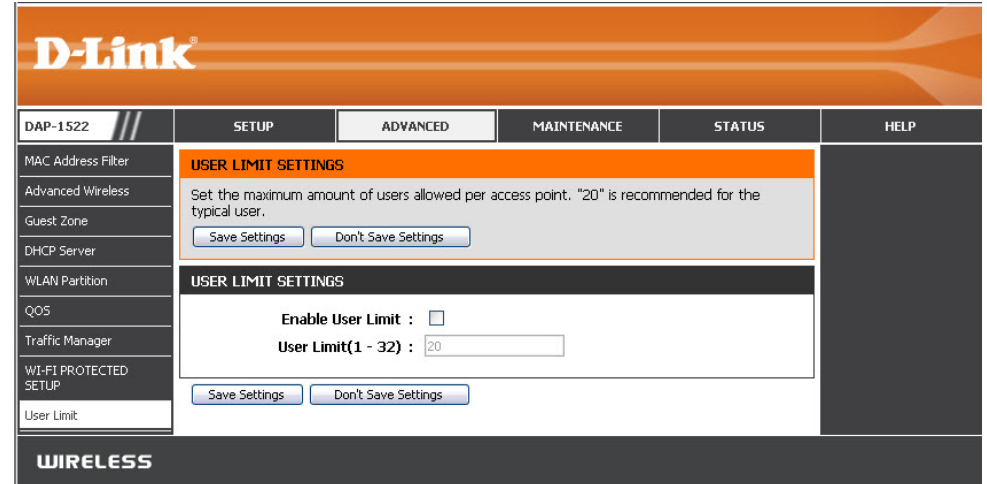 D-Link®
DAP-1522
SETUP
ADVANCED
MAINTENANCE
STATUS
HELP
MAC Address Filter
Advanced Wireless
Guest Zone
DHCP Server
WLAN Partition
QOS
Traffic Manager
WI-FI PROTECTED
SETUP
User Limit
USER LIMIT SETTINGS
Set the maximum amount of users allowed per access point. "20" is recommended for the
typical user.
Save Settings Don't Save Settings
USER LIMIT SETTINGS
Enable User Limit :
User Limit(1 - 32) : 20
Save Settings Don't Save Settings
WIRELESS